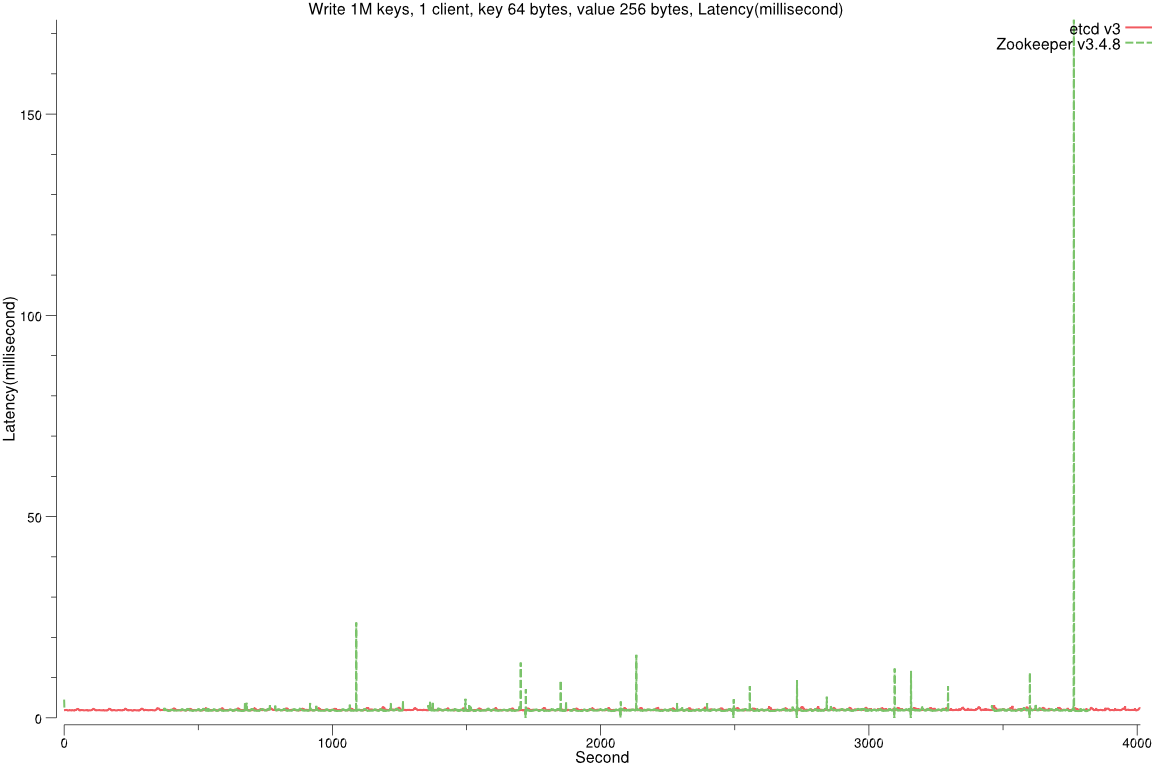 Write 1M keys, 1 client, key 64 bytes, value 256 bytes, Latency(millisecond)
etcd v3
Zookeeper v3.4.8
150
100
50
0
Latency(millisecond)
0 1000 2000 3000 4000
Second